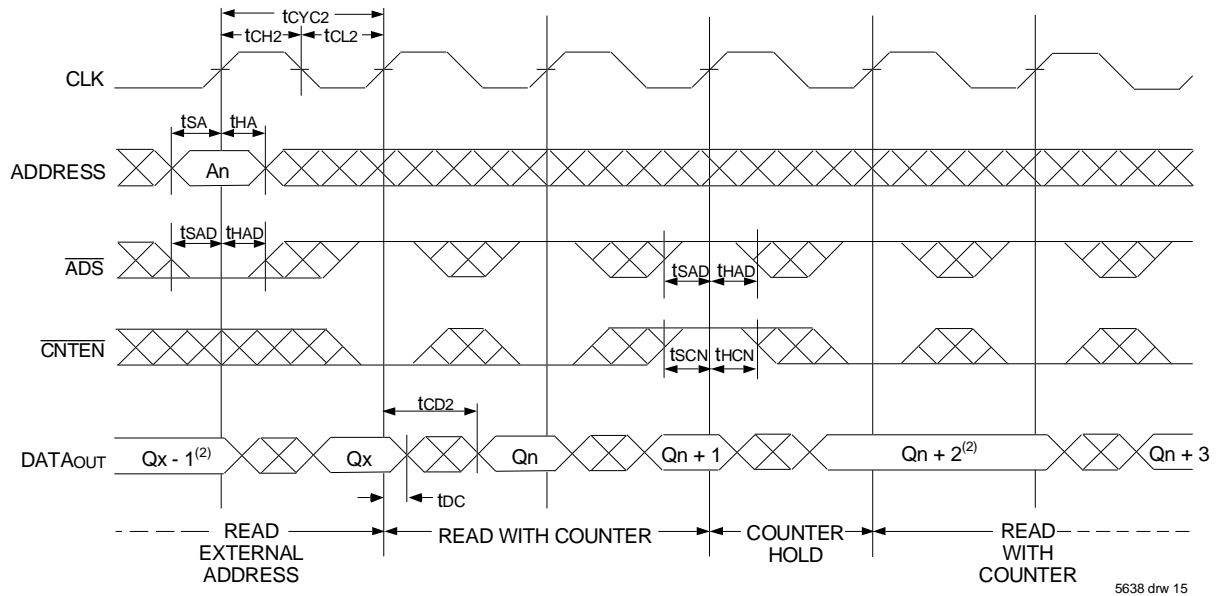 tCYC2
tCH2 tCL2
CLK
tSA tHA
ADDRESS An
tSAD tHAD
ADS
tSAD tHAD
CNTEN
tSCN tHCN
tCD2
DATAOUT Qx - 1(2) Qx Qn Qn + 1 Qn + 2(2) Qn + 3
tDC
READ
EXTERNAL
ADDRESS
READ WITH COUNTER
COUNTER
HOLD
READ
WITH
COUNTER
5638 drw 15